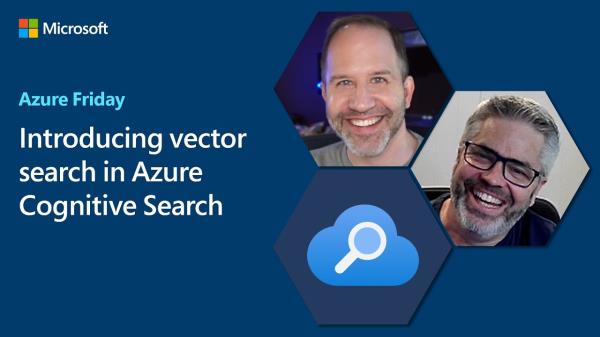 Microsoft
Azure Friday
Introducing vector
search in Azure
Cognitive Search